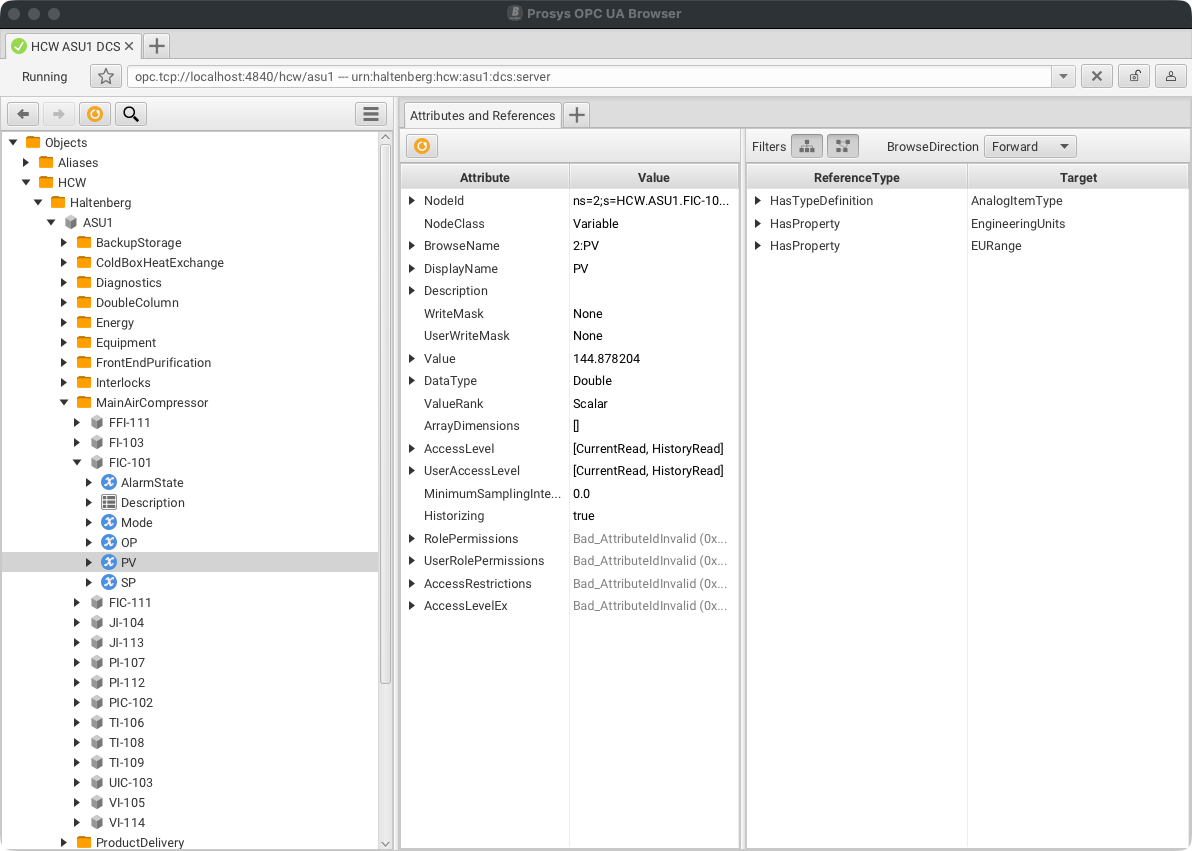 Prosys OPC UA Browser
HCW ASU1 DCS
Running
opc.tcp://localhost:4840/hcw/asu1 --- urn:haltenberg:hcw:asu1:dcs:server
Objects
Aliases
HCW
Haltenberg
ASU1
BackupStorage
ColdBoxHeatExchange
Diagnostics
DoubleColumn
Energy
Equipment
FrontEndPurification
Interlocks
MainAirCompressor
FFI-111
FI-103
FIC-101
AlarmState
Description
Mode
OP
PV
SP
FIC-111
JI-104
JI-113
PI-107
PI-112
PIC-102
TI-106
TI-108
TI-109
UIC-103
VI-105
VI-114
ProductDelivery
Attributes and References
Attribute Value
NodeId ns=2;s=HCW.ASU1.FIC-10...
NodeClass Variable
BrowseName 2:PV
DisplayName PV
Description
WriteMask None
UserWriteMask None
Value 144.878204
DataType Double
ValueRank Scalar
ArrayDimensions []
AccessLevel [CurrentRead, HistoryRead]
UserAccessLevel [CurrentRead, HistoryRead]
MinimumSamplingInte... 0.0
Historizing true
RolePermissions Bad_AttributeIdInvalid (0x...
UserRolePermissions Bad_AttributeIdInvalid (0x...
AccessRestrictions Bad_AttributeIdInvalid (0x...
AccessLevelEx Bad_AttributeIdInvalid (0x...
Filters BrowseDirection Forward
ReferenceType Target
HasTypeDefinition AnalogItemType
HasProperty EngineeringUnits
HasProperty EURange